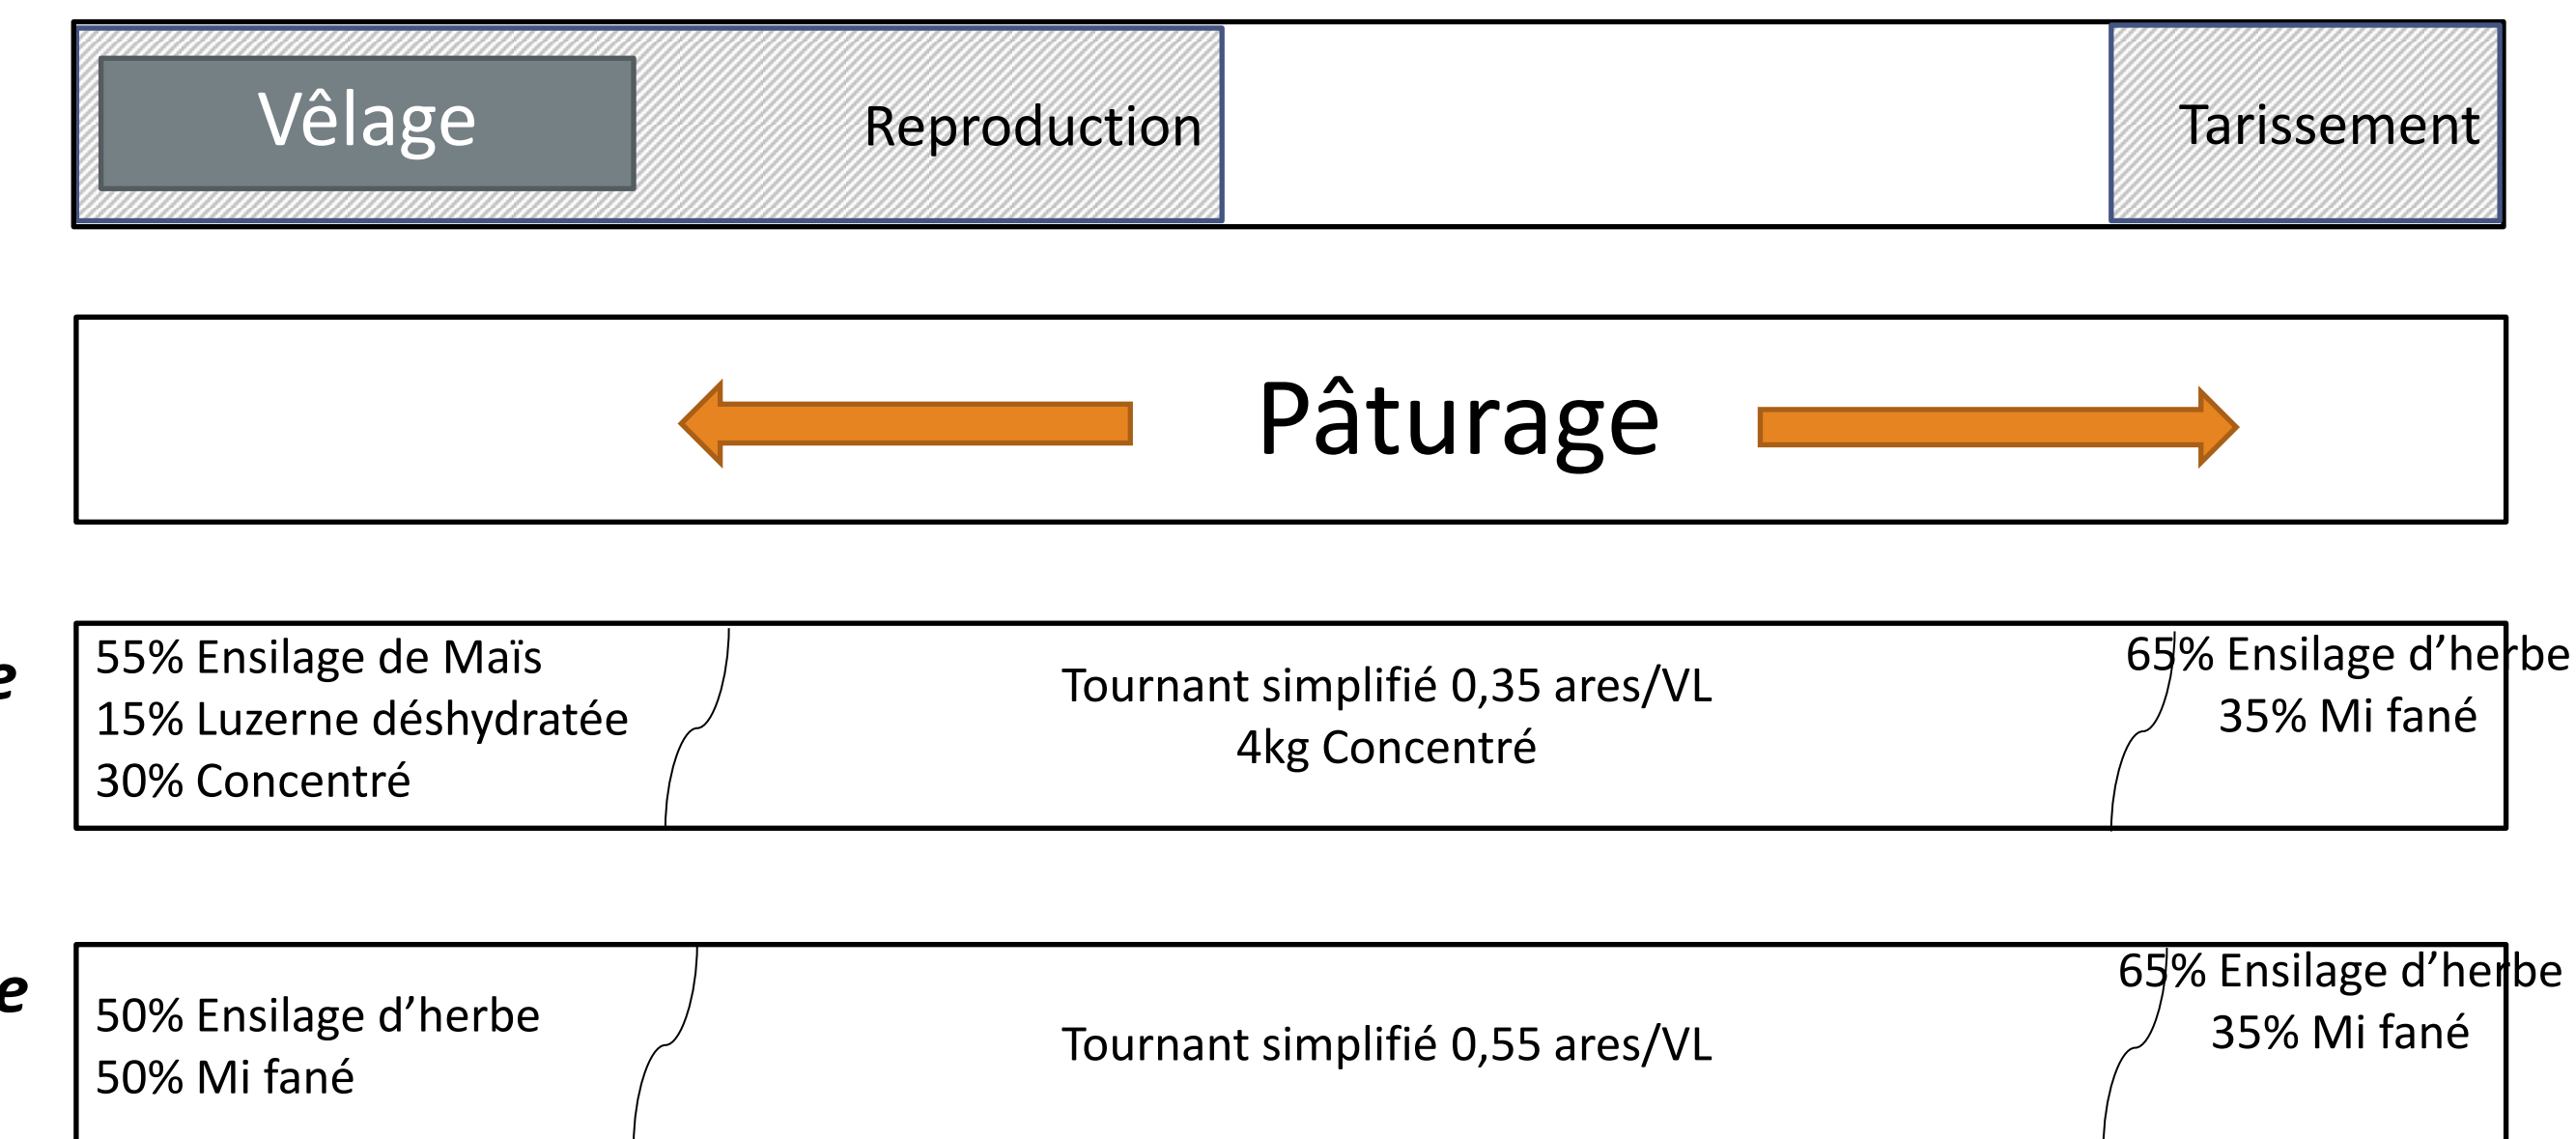 Vêlage
Reproduction
Tarissement
Pâturage
55% Ensilage de Maïs
15% Luzerne déshydratée
30% Concentré
Tournant simplifié 0,35 ares/VL
4kg Concentré
65% Ensilage d’herbe
35% Mi fané
e
50% Ensilage d’herbe
50% Mi fané
Tournant simplifié 0,55 ares/VL
65% Ensilage d’herbe
35% Mi fané
e